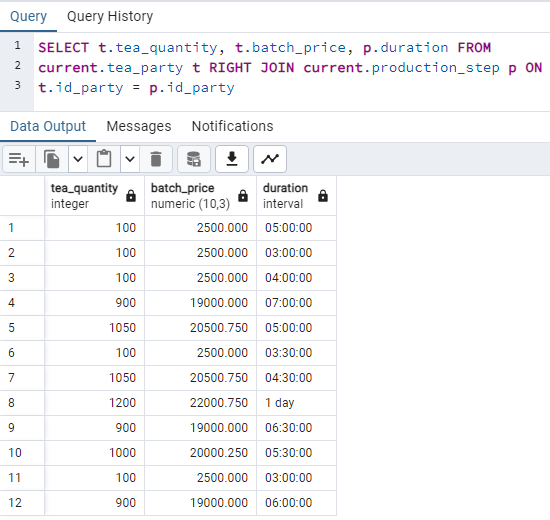 Query Query History
1 SELECT t.tea_quantity, t.batch_price, p.duration FROM
2 current.tea_party t RIGHT JOIN current.production_step p ON
3 t.id_party = p.id_party
Data Output Messages Notifications
tea_quantity batch_price duration
integer numeric (10,3) interval
1 100 2500.000 05:00:00
2 100 2500.000 03:00:00
3 100 2500.000 04:00:00
4 900 19000.000 07:00:00
5 1050 20500.750 05:00:00
6 100 2500.000 03:30:00
7 1050 20500.750 04:30:00
8 1200 22000.750 1 day
9 900 19000.000 06:30:00
10 1000 20000.250 05:30:00
11 100 2500.000 03:00:00
12 900 19000.000 06:00:00